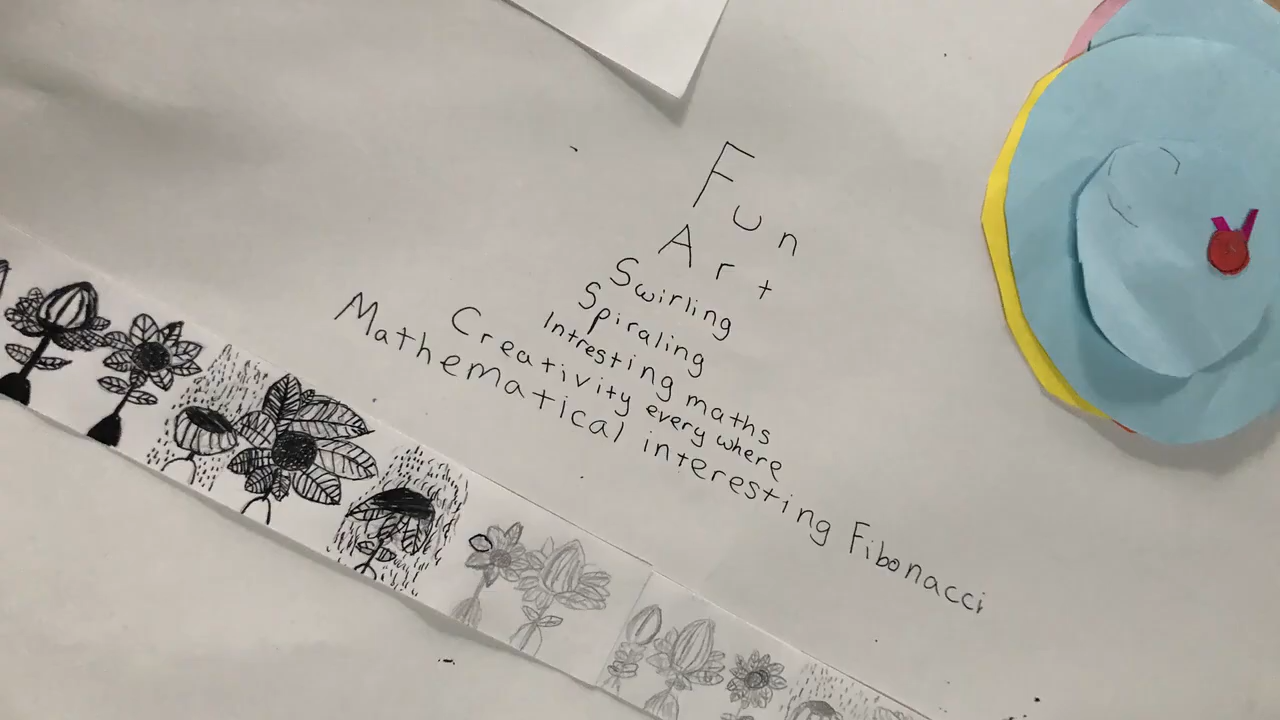 Fun
Art
Swirling
Spiraling
Intresting maths
Creativity every where
Mathematical interesting Fibonacci